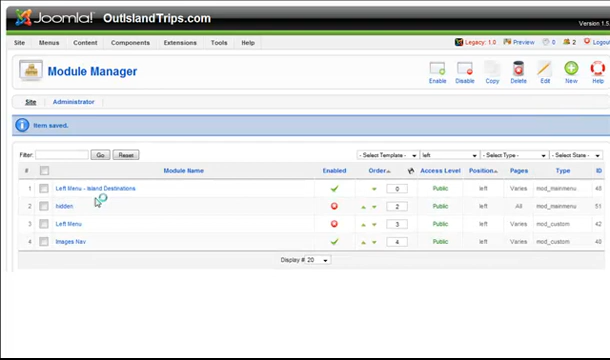 Joomla! OutIslandTrips.com
Version 1.5
Site Menus Content Components Extensions Tools Help
Legacy: 1.0 Preview 0 2 Logout
Module Manager
Enable Disable Copy Delete Edit New Help
Site Administrator
Item saved.
Filter: Go Reset - Select Template - left - Select Type - - Select State -
# Module Name Enabled Order Access Level Position Pages Type ID
1 Left Menu - Island Destinations 0 Public left Varies mod_mainmenu
2 hidden 2 Public left All mod_mainmenu 51
3 Left Menu 3 Public left Varies mod_custom 42
4 Images Nav 4 Public left Varies mod_custom
Display # 20